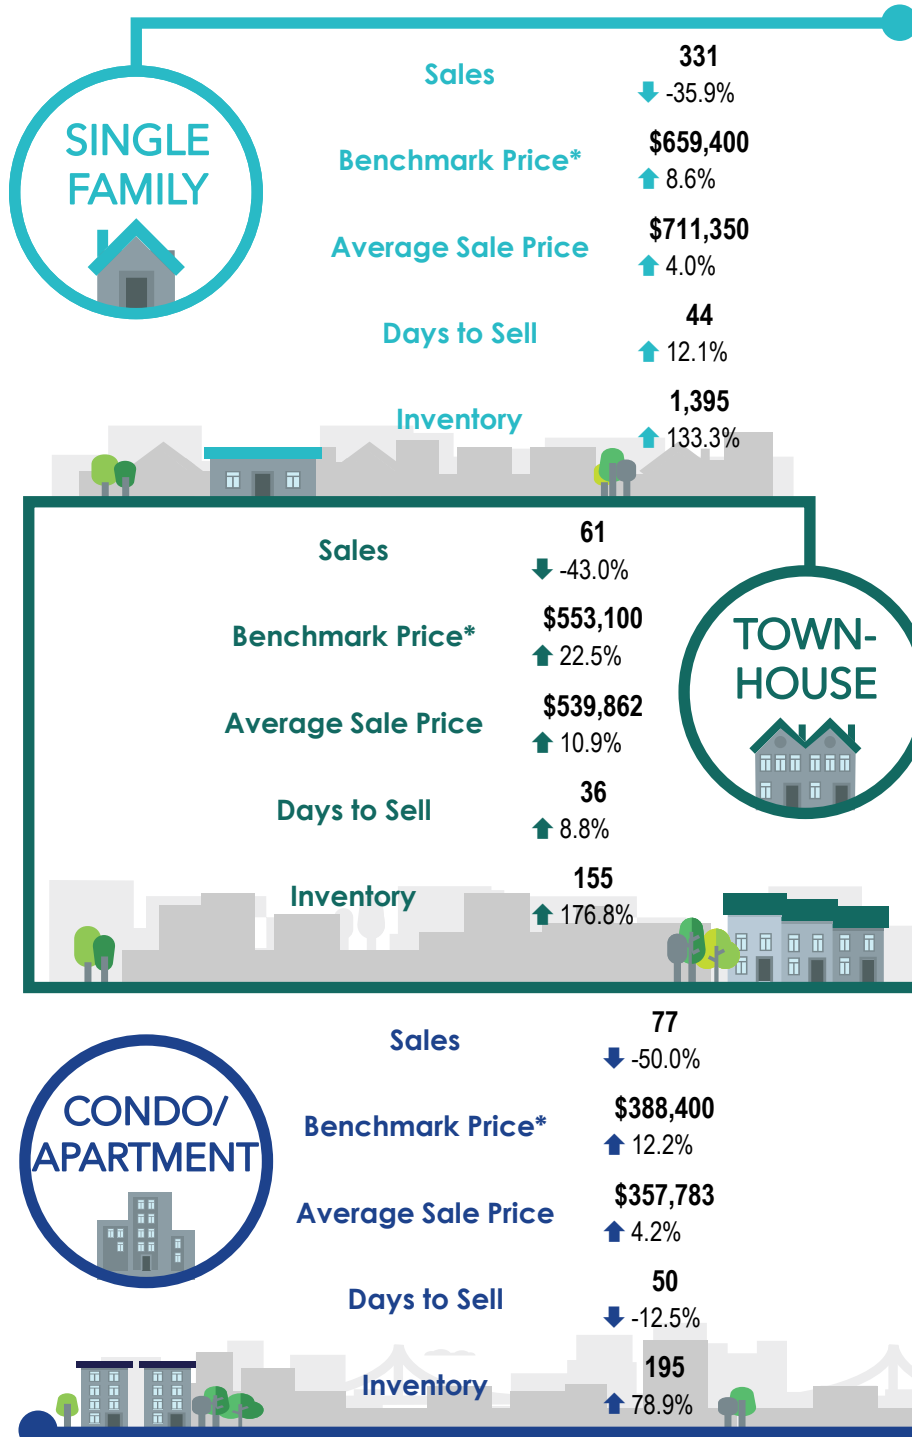 SINGLE
FAMILY
Sales
331
-35.9%
Benchmark Price*
$659,400
8.6%
Average Sale Price
$711,350
4.0%
Days to Sell
44
12.1%
Inventory
1,395
133.3%
TOWN-
HOUSE
Sales
61
-43.0%
Benchmark Price*
$553,100
22.5%
Average Sale Price
$539,862
10.9%
Days to Sell
36
8.8%
Inventory
155
176.8%
CONDO/
APARTMENT
Sales
77
-50.0%
Benchmark Price*
$388,400
12.2%
Average Sale Price
$357,783
4.2%
Days to Sell
50
-12.5%
Inventory
195
78.9%